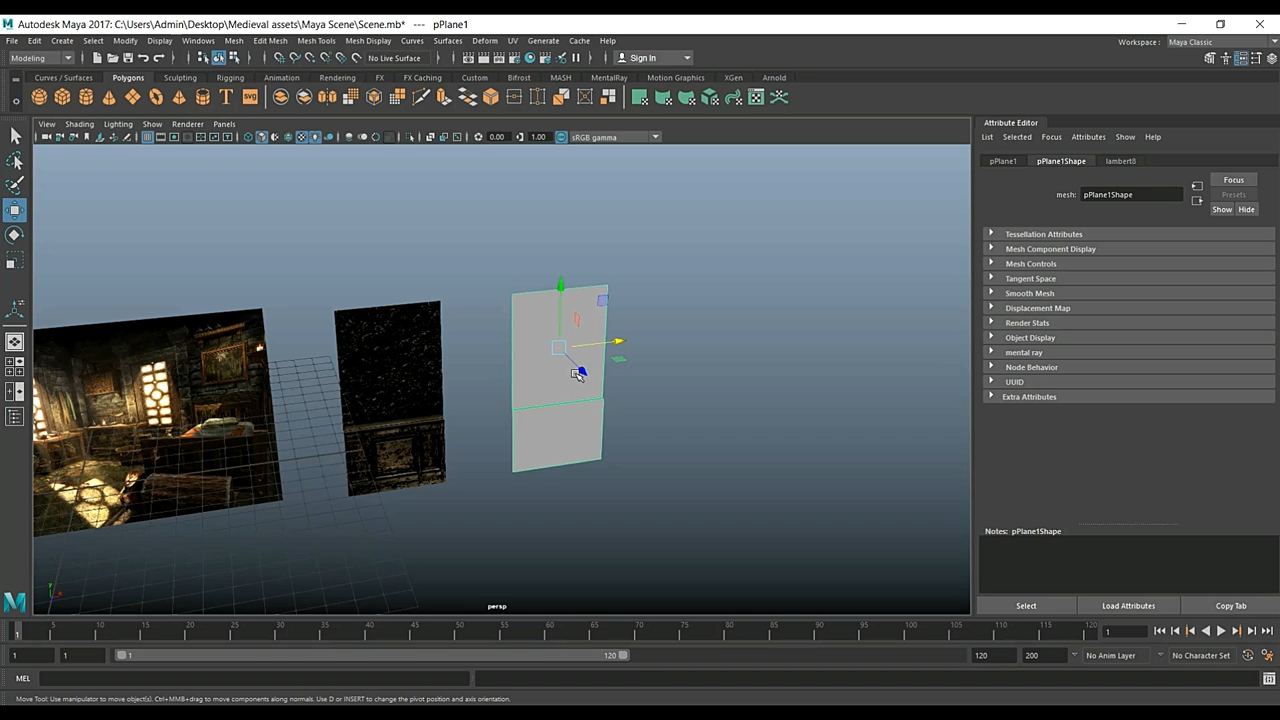 Autodesk Maya 2017: C:\Users\Admin\Desktop\Medieval assets\Maya Scene\Scene.mb* --- pPlane1
File Edit Create Select Modify Display Windows Mesh Edit Mesh Mesh Tools Mesh Display Curves Surfaces Deform UV Generate Cache Help
Workspace : Maya Classic
Modeling
No Live Surface
Sign In
Curves / Surfaces Polygons Sculpting Rigging Animation Rendering FX FX Caching Custom Bifrost MASH MentalRay Motion Graphics XGen Arnold
T svg
View Shading Lighting Show Renderer Panels
0.00 1.00 sRGB gamma
Attribute Editor
List Selected Focus Attributes Show Help
pPlane1 pPlane1Shape lambert8
Focus
mesh: pPlane1Shape
Presets
Show Hide
Tessellation Attributes
Mesh Component Display
Mesh Controls
Tangent Space
Smooth Mesh
Displacement Map
Render Stats
Object Display
mental ray
Node Behavior
UUID
Extra Attributes
Notes: pPlane1Shape
Select Load Attributes Copy Tab
persp
1 5 10 15 20 25 30 35 40 45 50 55 60 65 70 75 80 85 90 95 100 105 110 115 120
1
1 1 1 120 120 200 No Anim Layer No Character Set
MEL
Move Tool: Use manipulator to move object(s). Ctrl+MMB+drag to move components along normals. Use D or INSERT to change the pivot position and axis orientation.